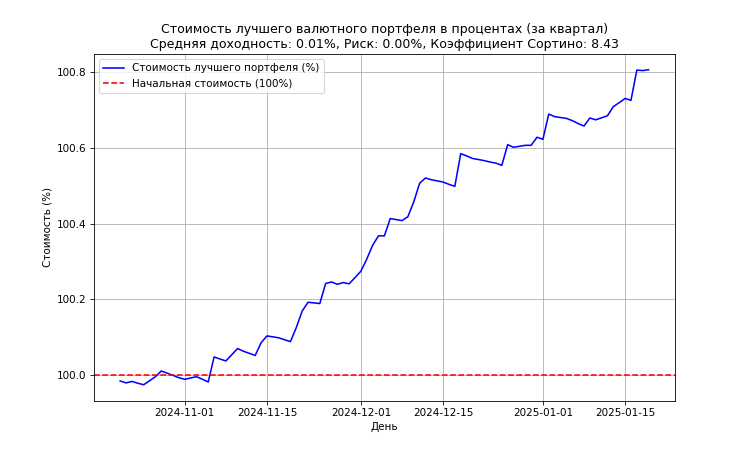 Стоимость лучшего валютного портфеля в процентах (за квартал)
Средняя доходность: 0.01%, Риск: 0.00%, Коэффициент Сортино: 8.43
Стоимость лучшего портфеля (%)
Начальная стоимость (100%)
Стоимость (%)
100.8
100.6
100.4
100.2
100.0
2024-11-01
2024-11-15
2024-12-01
2024-12-15
2025-01-01
2025-01-15
День